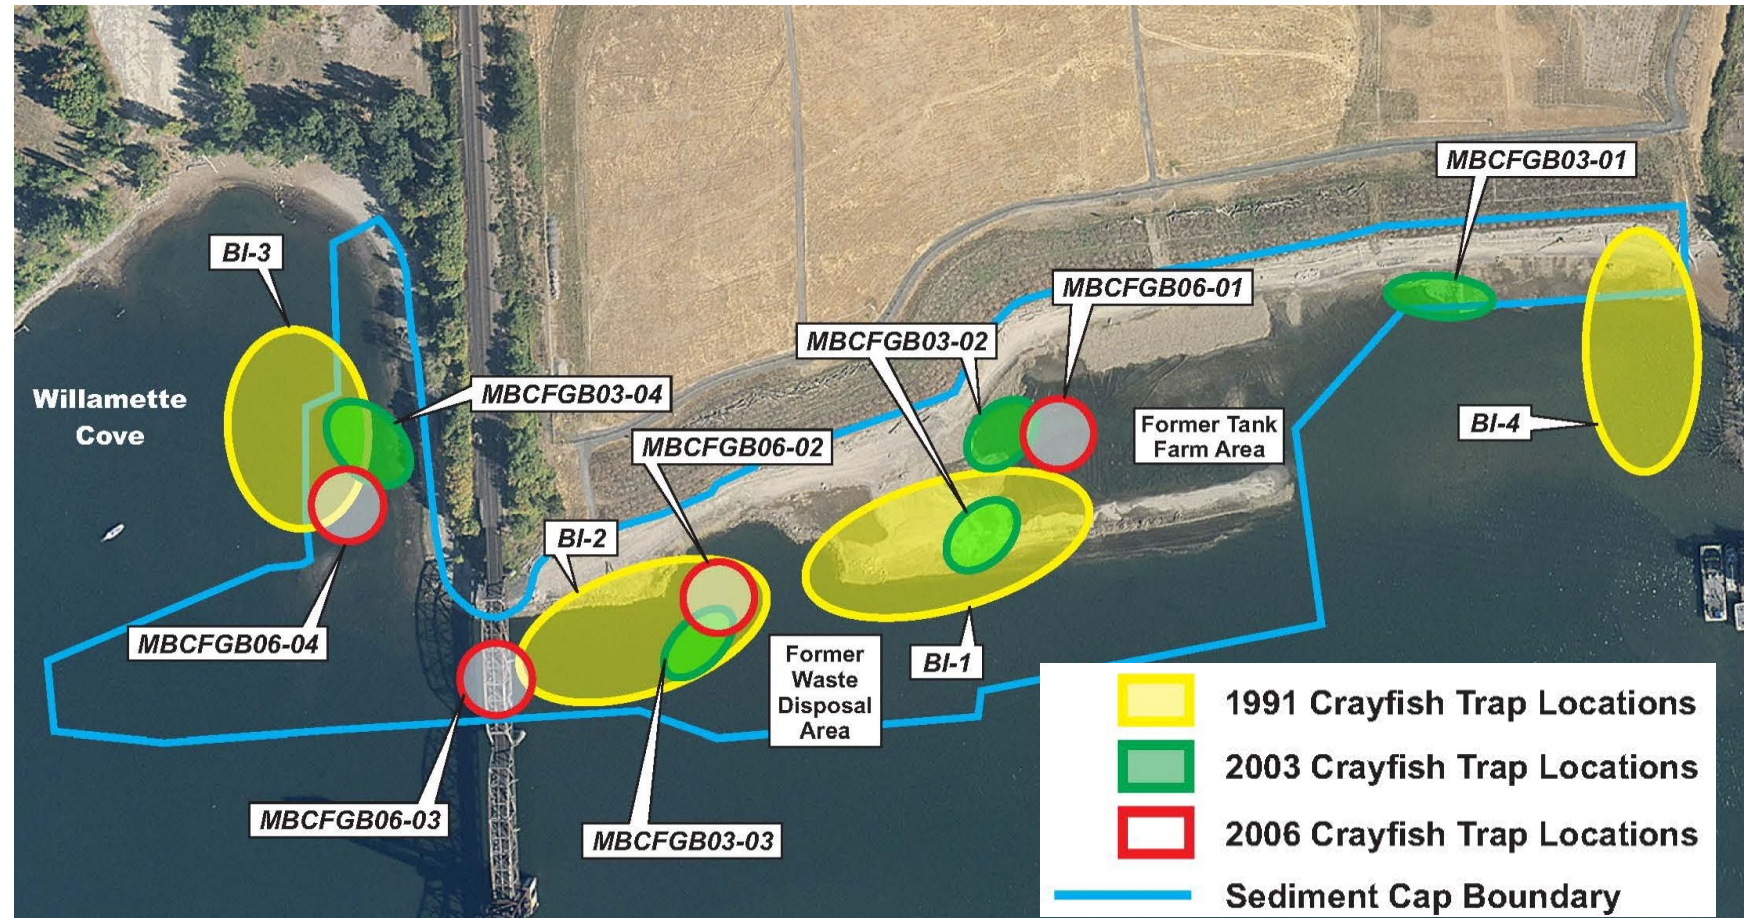 MBCFGB03-01
BI-3
MBCFGB06-01
MBCFGB03-02
Willamette
Cove
MBCFGB03-04
MBCFGB06-02
Former Tank
Farm Area
BI-4
BI-2
MBCFGB06-04
Former
Waste
Disposal
Area
BI-1
MBCFGB06-03
MBCFGB03-03
1991 Crayfish Trap Locations
2003 Crayfish Trap Locations
2006 Crayfish Trap Locations
Sediment Cap Boundary